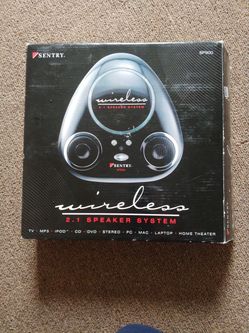 SENTRY.
SP900
wireless
2.1 SPEAKER SYSTEM
SENTRY
wireless
2.1 SPEAKER SYSTEM
TV • MP3 • iPOD™ • CD • DVD • STEREO • PC • MAC • LAPTOP • HOME THEATER